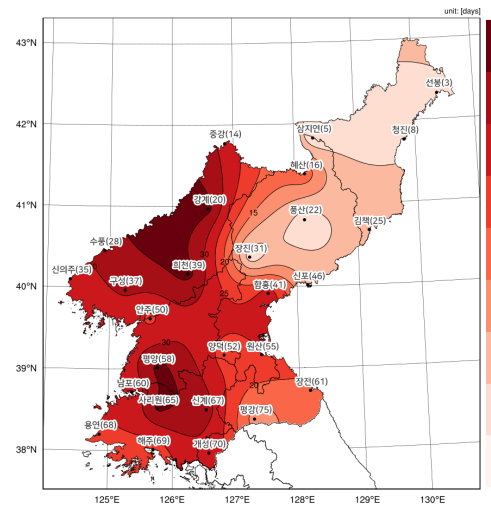 unit: [days]
43°N
선봉(3)
42°N
삼지연(5)
청진(8)
중강(14)
혜산(16)
41°N
강계(20)
15
풍산(22)
김책(25)
수풍(28)
장진(31)
30
20
희천(39)
신의주(35)
구성(37)
신포(46)
함흥(41)
40°N
25
안주(50)
30
양덕(52)
원산(55)
평양(58)
39°N
남포(60)
장전(61)
20
사리원(65)
신계(67)
평강(75)
용연(68)
해주(69)
개성(70)
38°N
125°E
126°E
127°E
128°E
129°E
130°E